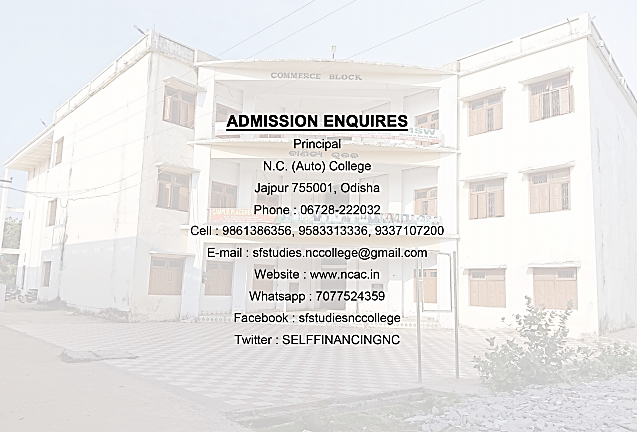 COMMERCE BLOCK
ADMISSION ENQUIRES
Principal
N.C. (Auto) College
Jajpur 755001, Odisha
Phone : 06728-222032
Cell : 9861386356, 9583313336, 9337107200
E-mail : sfstudies.nccollege@gmail.com
Website : www.ncac.in
Whatsapp : 7077524359
Facebook : sfstudiesnccollege
Twitter : SELFFINANCINGNC